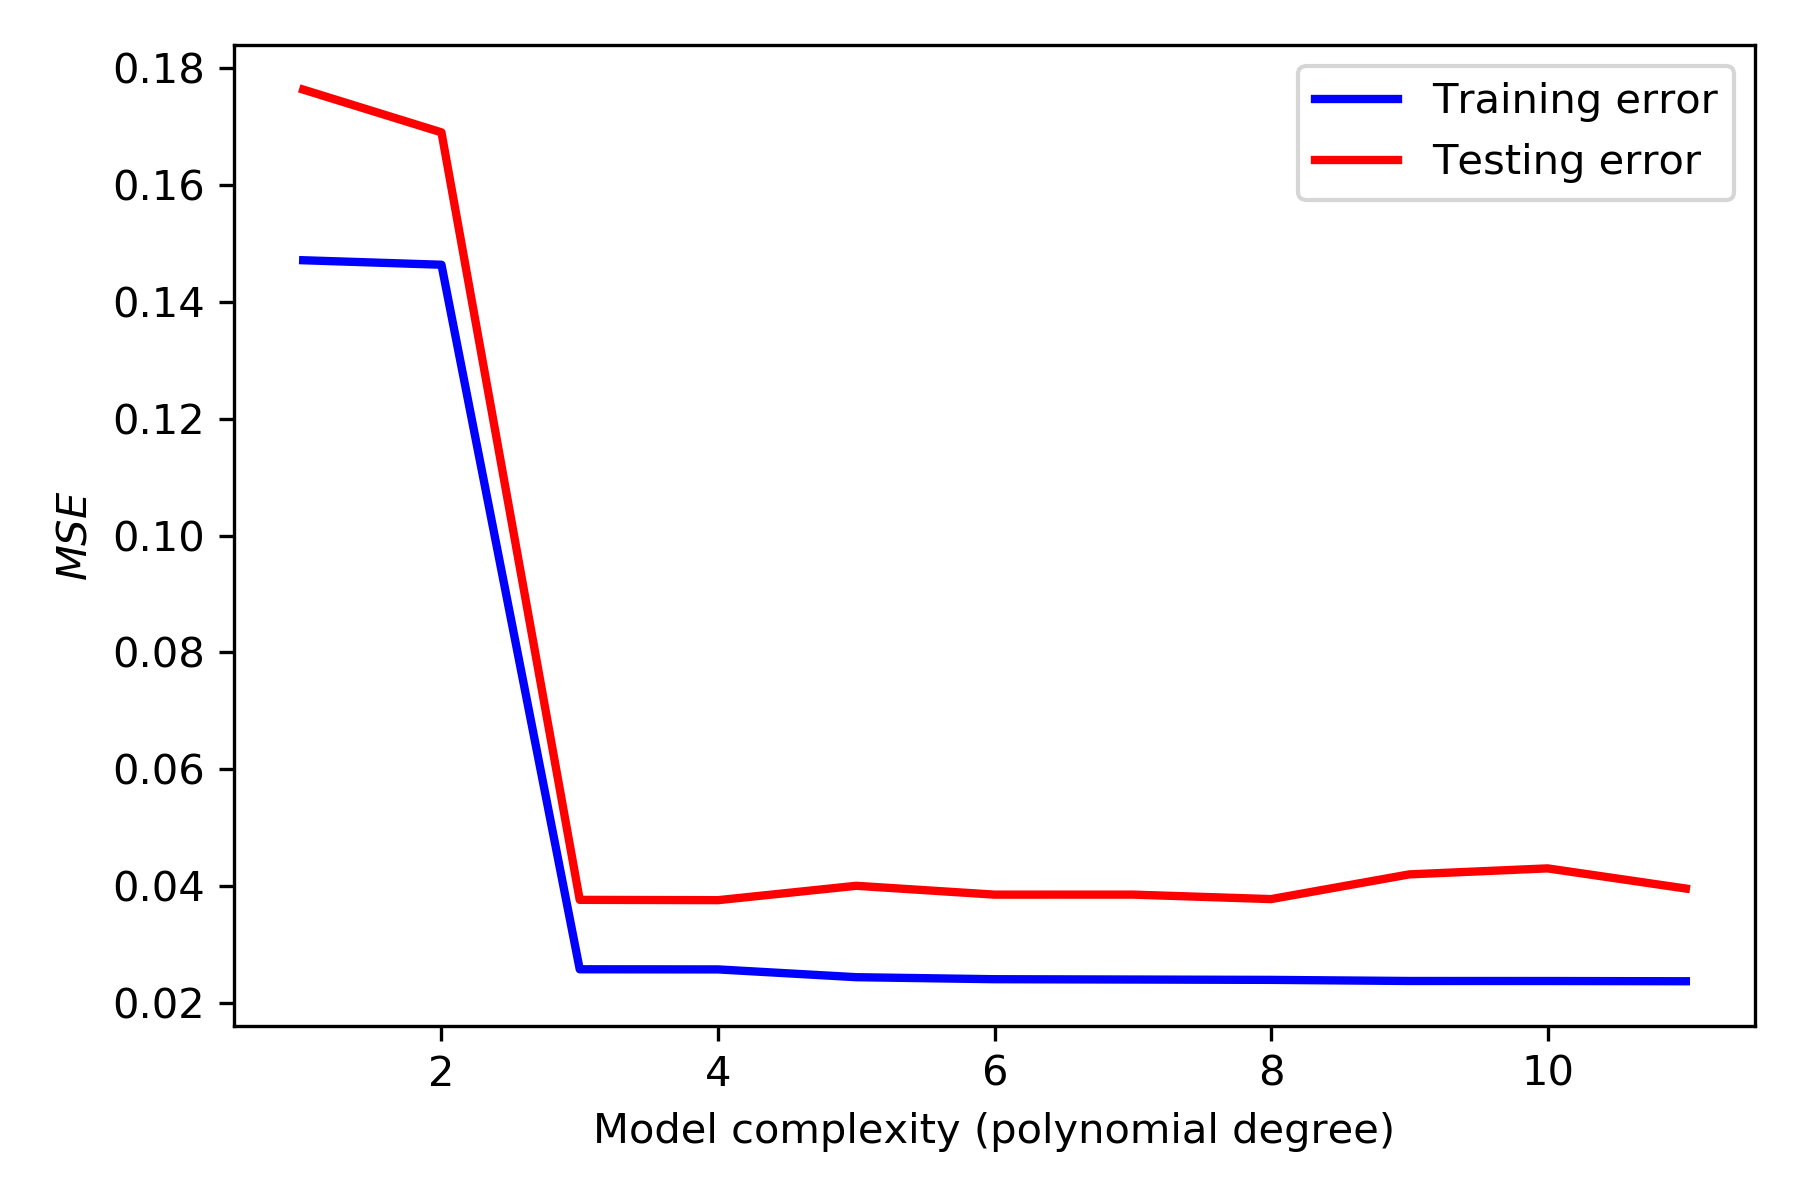 0.18
0.16
0.14
0.12
0.10
0.08
0.06
0.04
0.02
MSE
Training error
Testing error
2 4 6 8 10
Model complexity (polynomial degree)